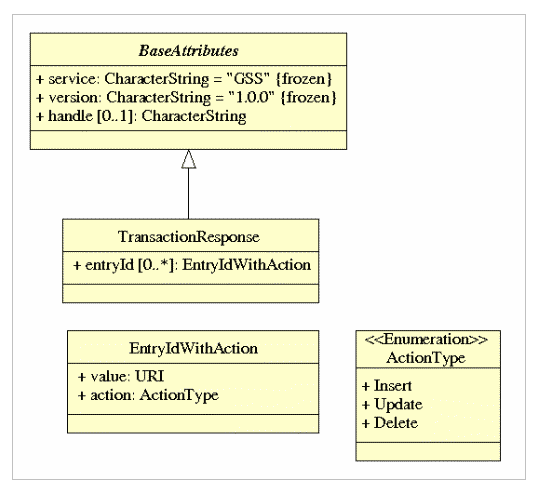 BaseAttributes
+ service: CharacterString = "GSS" {frozen}
+ version: CharacterString = "1.0.0" {frozen}
+ handle [0..1]: CharacterString
TransactionResponse
+ entryId [0..*]: EntryIdWithAction
EntryIdWithAction
+ value: URI
+ action: ActionType
<<Enumeration>>
ActionType
+ Insert
+ Update
+ Delete